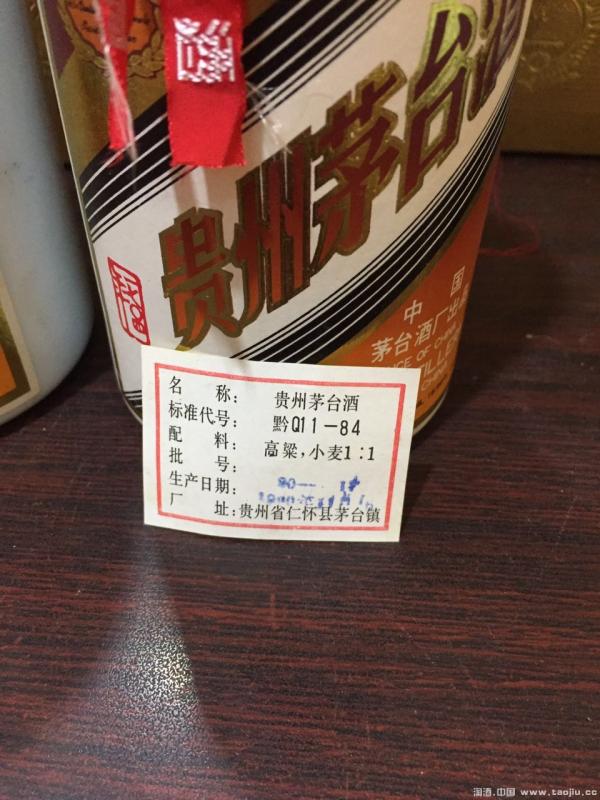 贵州茅台酒
中国
茅台酒厂出品
名 称: 贵州茅台酒
标准代号: 黔Q11-84
配 料: 高粱,小麦1:1
批 号:
生产日期:
厂 址:贵州省仁怀县茅台镇
淘酒.中国 www.taojiu.cc